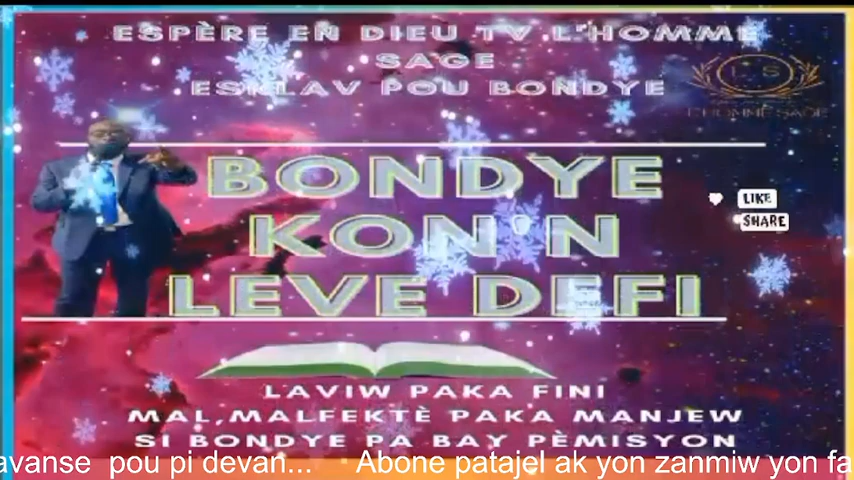 ESPÈRE EN DIEU TV L'HOMME
SAGE
ESKLAV POU BONDYE
L'HOMME SAGE
BONDYE
KON'N
LEVE DEFI
LIKE
SHARE
LAVIW PAKA FINI
MAL,MALFEKTÈ PAKA MANJEW
SI BONDYE PA BAY PÈMISYON
avanse pou pi devan... Abone patajel ak yon zanmiw yon fa